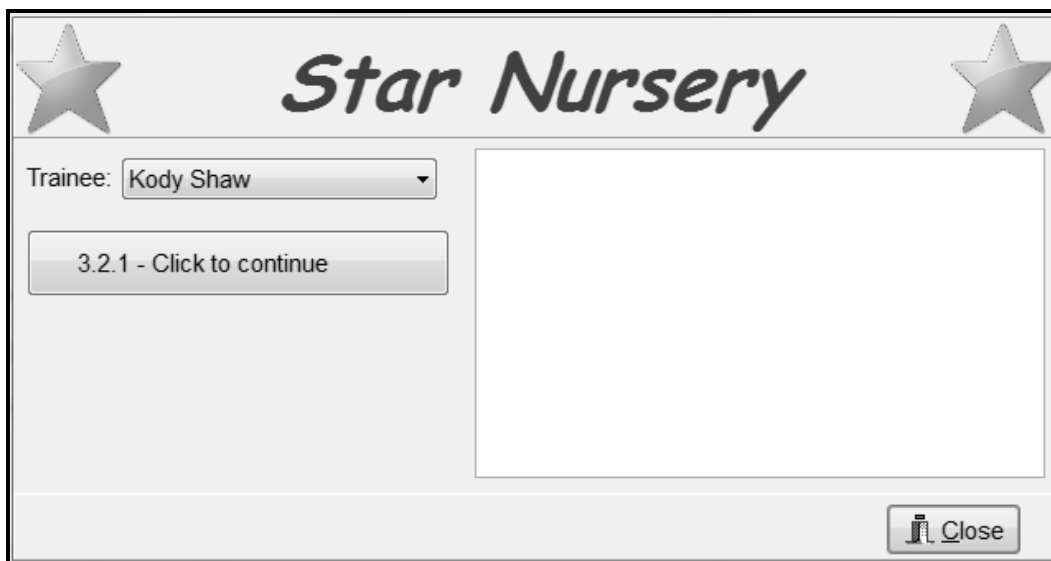 Star Nursery
Trainee: Kody Shaw
3.2.1 - Click to continue
Close